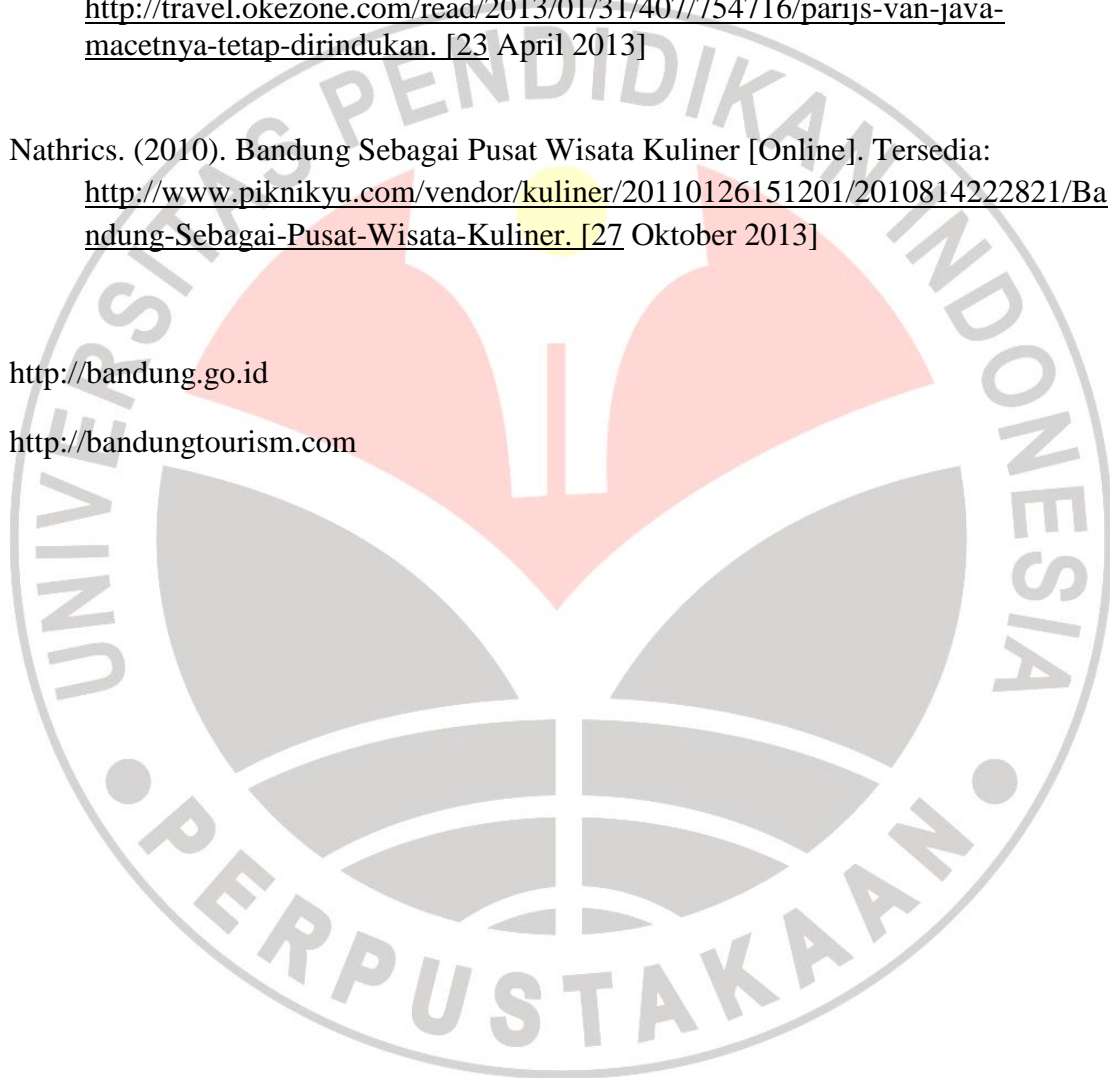 http://travel.okezone.com/read/2013/01/31/407/754716/parijs-van-java-
macetnya-tetap-dirindukan. [23 April 2013]
Nathrics. (2010). Bandung Sebagai Pusat Wisata Kuliner [Online]. Tersedia:
http://www.piknikyu.com/vendor/kuliner/20110126151201/2010814222821/Ba
ndung-Sebagai-Pusat-Wisata-Kuliner. [27 Oktober 2013]
http://bandung.go.id
http://bandungtourism.com
UNIVERSITAS PENDIDIKAN INDONESIA
PERPUSTAKAAN